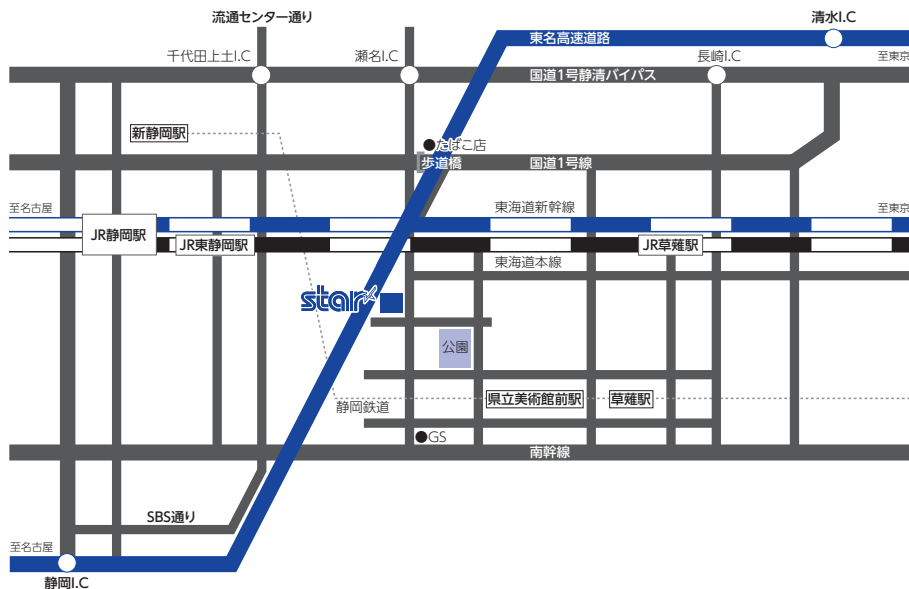 流通センター通り
清水I.C
東名高速道路
千代田上土I.C
瀬名I.C
長崎I.C
至東京
国道1号静清バイパス
新静岡駅
たばこ店
歩道橋
国道1号線
至名古屋
東海道新幹線
至東京
JR静岡駅
JR東静岡駅
JR草薙駅
東海道本線
star
公園
静岡鉄道
県立美術館前駅
草薙駅
GS
南幹線
SBS通り
至名古屋
静岡I.C